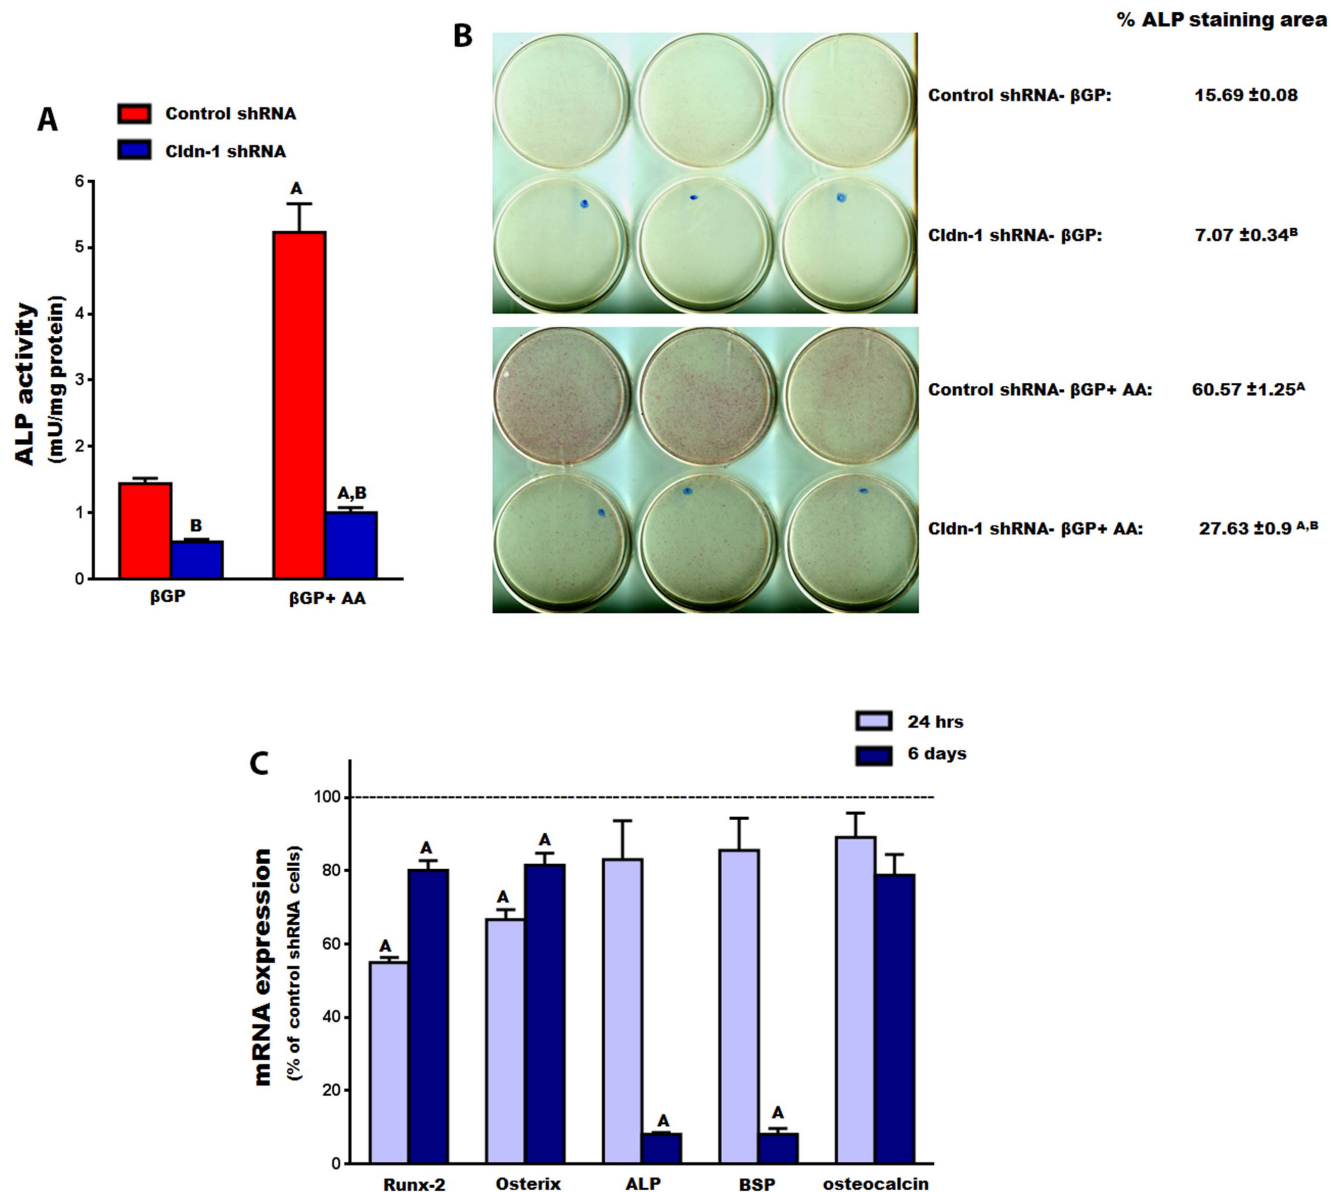 A
Control shRNA
Cldn-1 shRNA
ALP activity
(mU/mg protein)
6
5
4
3
2
1
0
A
B
A,B
βGP
βGP+ AA
B
% ALP staining area
Control shRNA- βGP: 15.69 ±0.08
Cldn-1 shRNA- βGP: 7.07 ±0.34B
Control shRNA- βGP+ AA: 60.57 ±1.25A
Cldn-1 shRNA- βGP+ AA: 27.63 ±0.9 A,B
C
24 hrs
6 days
mRNA expression
(% of control shRNA cells)
100
80
60
40
20
0
A
A
A
A
A
A
Runx-2
Osterix
ALP
BSP
osteocalcin